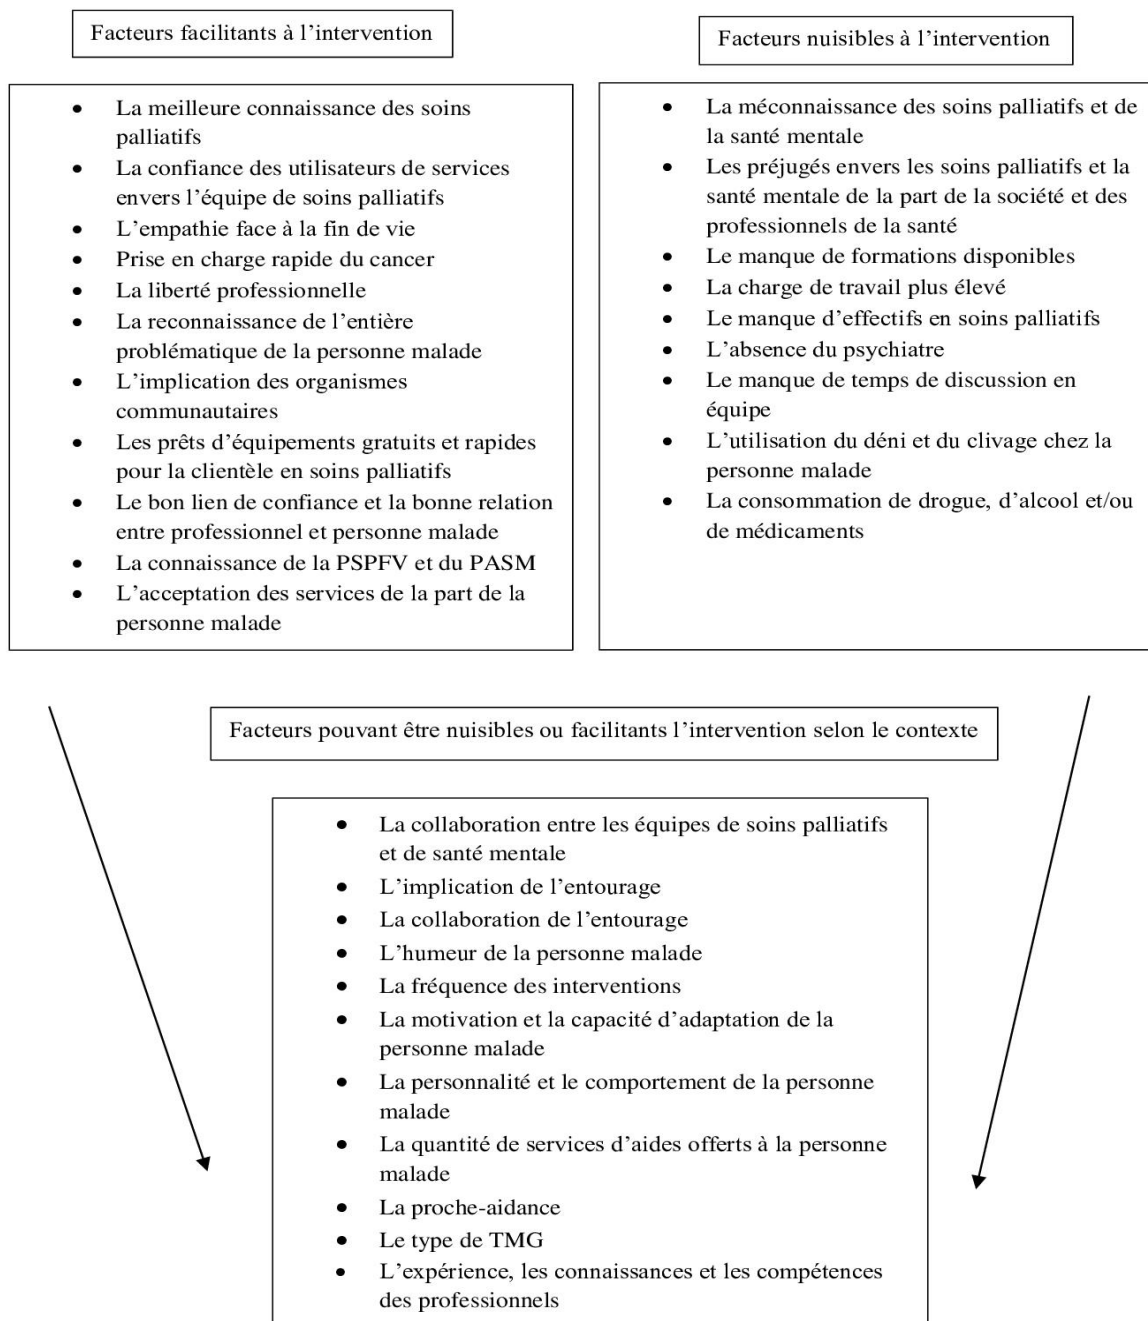 Facteurs facilitants à l'intervention
• La meilleure connaissance des soins
palliatifs
• La confiance des utilisateurs de services
envers l'équipe de soins palliatifs
• L'empathie face à la fin de vie
• Prise en charge rapide du cancer
• La liberté professionnelle
• La reconnaissance de l'entière
problématique de la personne malade
• L'implication des organismes
communautaires
• Les prêts d'équipements gratuits et rapides
pour la clientèle en soins palliatifs
• Le bon lien de confiance et la bonne relation
entre professionnel et personne malade
• La connaissance de la PSPFV et du PASM
• L'acceptation des services de la part de la
personne malade
Facteurs nuisibles à l'intervention
• La méconnaissance des soins palliatifs et de
la santé mentale
• Les préjugés envers les soins palliatifs et la
santé mentale de la part de la société et des
professionnels de la santé
• Le manque de formations disponibles
• La charge de travail plus élevé
• Le manque d'effectifs en soins palliatifs
• L'absence du psychiatre
• Le manque de temps de discussion en
équipe
• L'utilisation du déni et du clivage chez la
personne malade
• La consommation de drogue, d'alcool et/ou
de médicaments
Facteurs pouvant être nuisibles ou facilitants l'intervention selon le contexte
• La collaboration entre les équipes de soins palliatifs
et de santé mentale
• L'implication de l'entourage
• La collaboration de l'entourage
• L'humeur de la personne malade
• La fréquence des interventions
• La motivation et la capacité d'adaptation de la
personne malade
• La personnalité et le comportement de la personne
malade
• La quantité de services d'aides offerts à la personne
malade
• La proche-aidance
• Le type de TMG
• L'expérience, les connaissances et les compétences
des professionnels